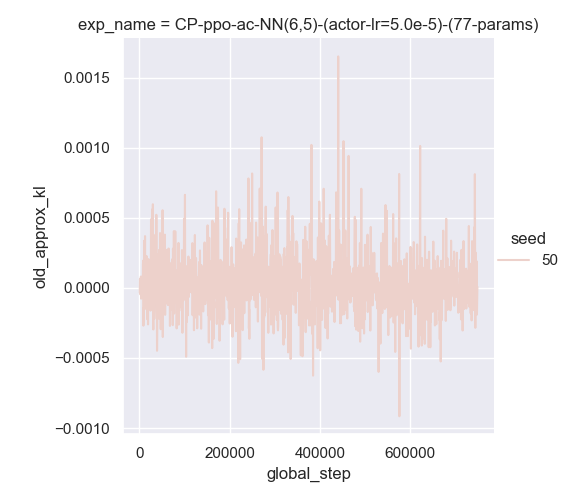 exp_name = CP-ppo-ac-NN(6,5)-(actor-lr=5.0e-5)-(77-params)
0.0015
0.0010
0.0005
0.0000
−0.0005
−0.0010
old_approx_kl
0
200000
400000
600000
global_step
seed
50